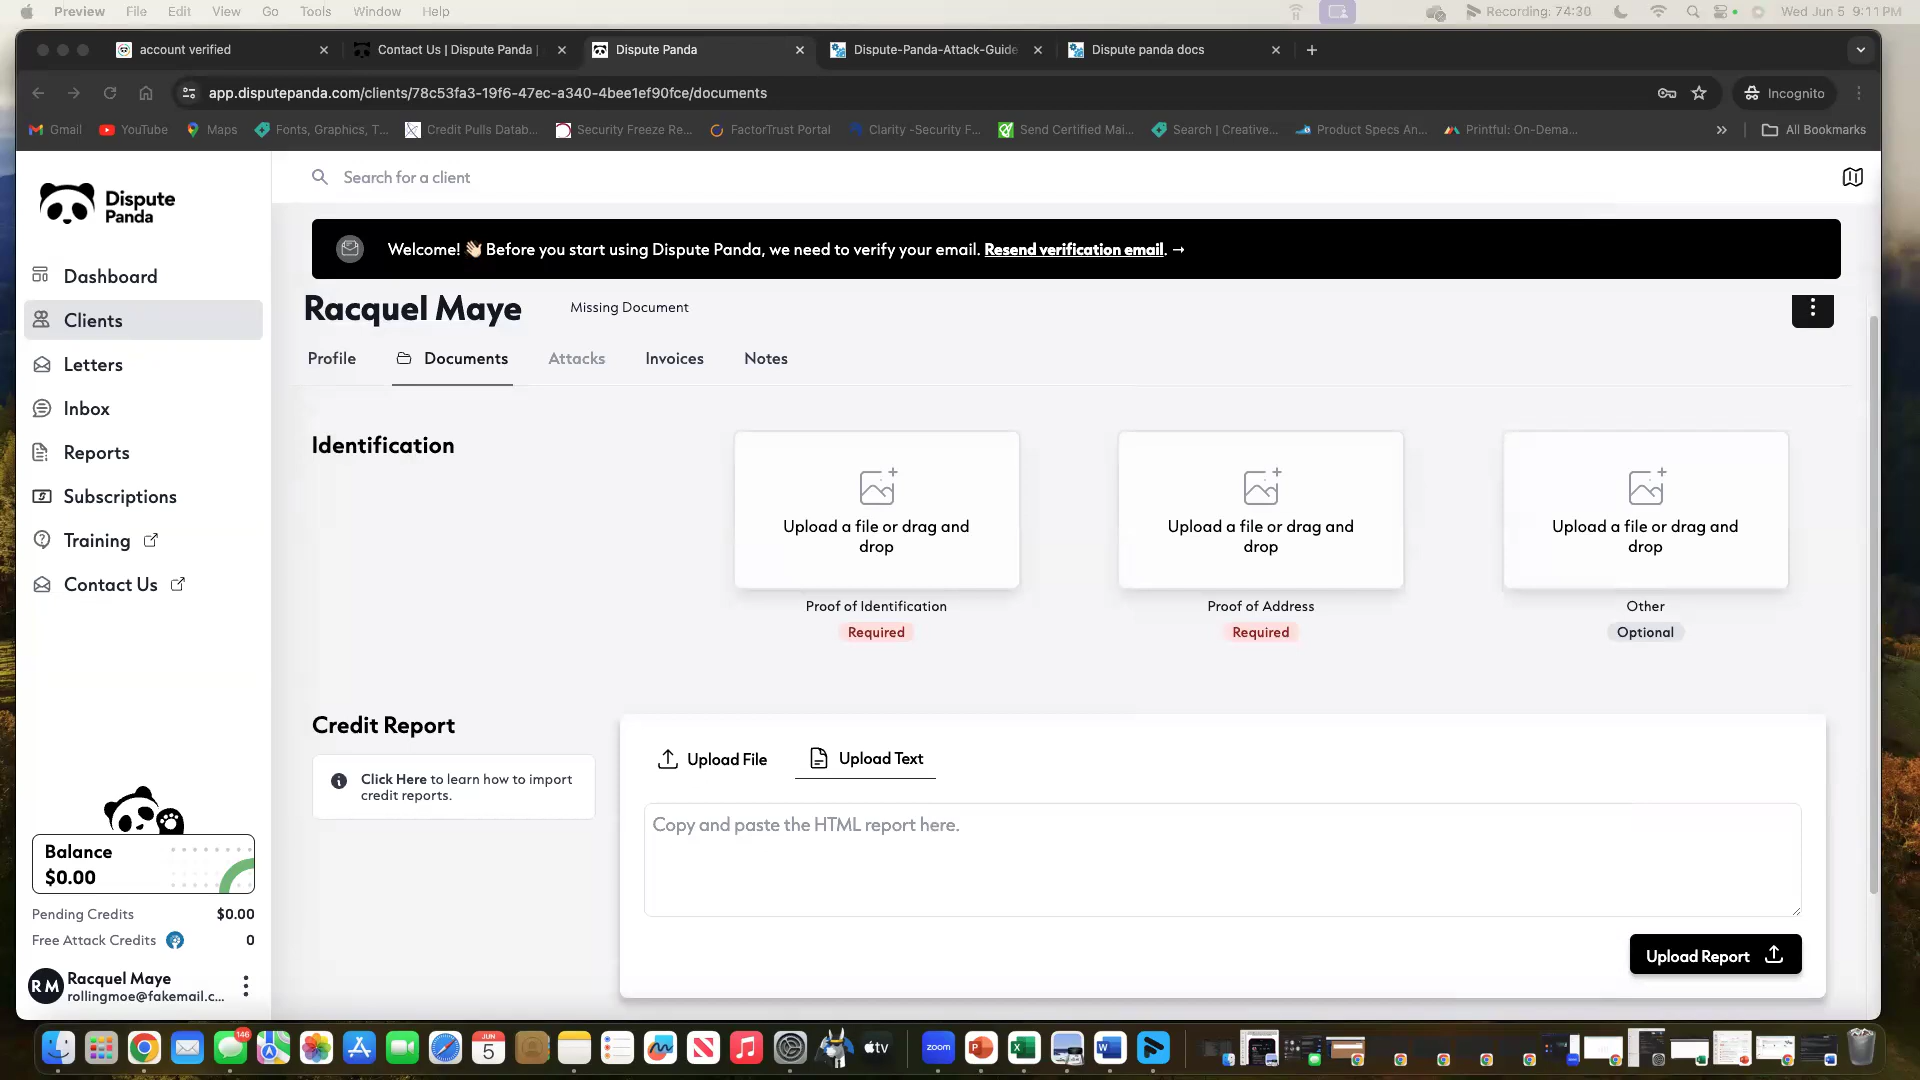 Preview File Edit View Go Tools Window Help Recording: 74:30 Wed Jun 5 9:11 PM
account verified Contact Us | Dispute Panda | Dispute Panda Dispute-Panda-Attack-Guide Dispute panda docs
app.disputepanda.com/clients/78c53fa3-19f6-47ec-a340-4bee1ef90fce/documents Incognito
Gmail YouTube Maps Fonts, Graphics, T... Credit Pulls Datab... Security Freeze Re... FactorTrust Portal Clarity -Security F... Send Certified Mai... Search | Creative... Product Specs An... Printful: On-Dema... » All Bookmarks
Dispute
Panda
Search for a client
Welcome! 👋🏻 Before you start using Dispute Panda, we need to verify your email. Resend verification email. →
Dashboard
Clients
Letters
Inbox
Reports
Subscriptions
Training
Contact Us
Racquel Maye Missing Document
Profile Documents Attacks Invoices Notes
Identification
Upload a file or drag and
drop
Proof of Identification
Required
Upload a file or drag and
drop
Proof of Address
Required
Upload a file or drag and
drop
Other
Optional
Credit Report
Click Here to learn how to import
credit reports.
Upload File Upload Text
Copy and paste the HTML report here.
Upload Report
Balance
$0.00
Pending Credits $0.00
Free Attack Credits 0
RM Racquel Maye
rollingmoe@fakemail.c...
146
JUN
5
tv
zoom